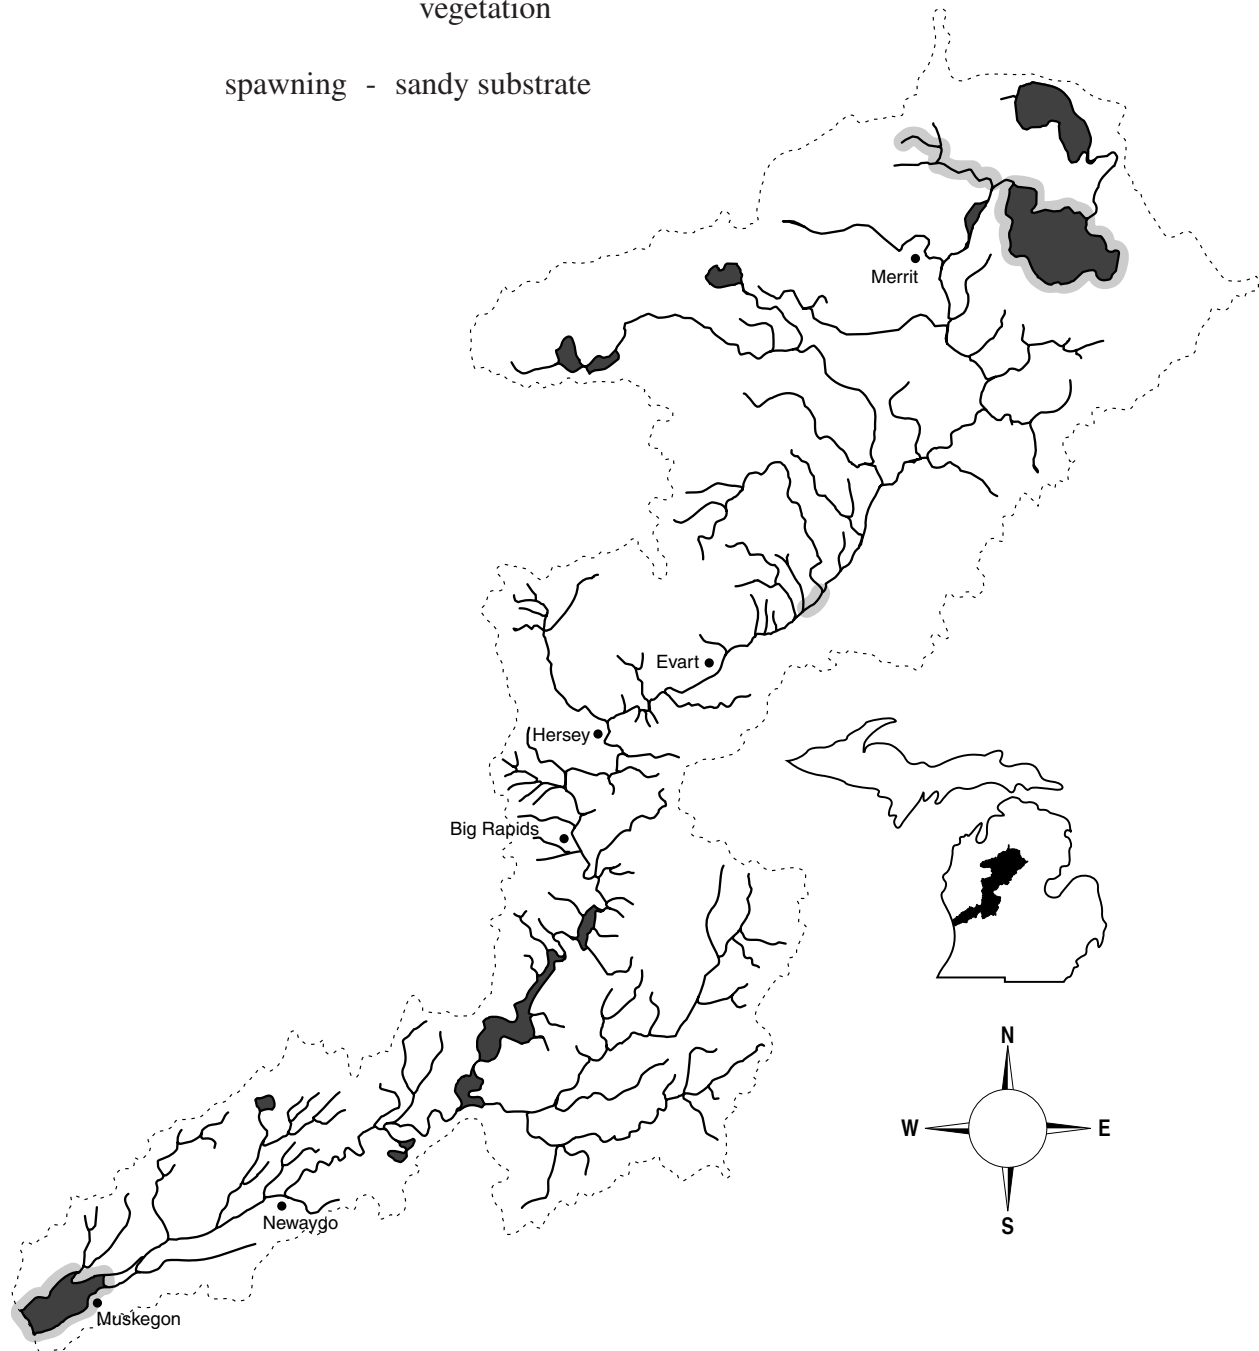 vegetation
spawning - sandy substrate
Merrit
Evart
Hersey
Big Rapids
N
W
E
S
Newaygo
Muskegon